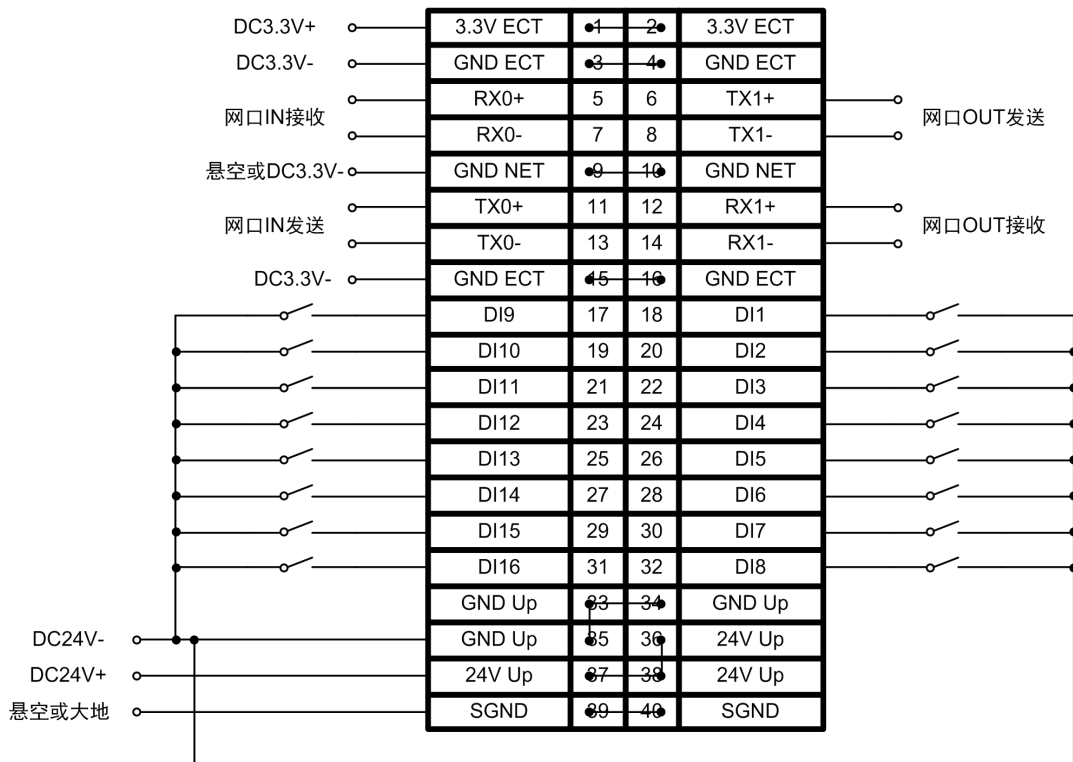 DC3.3V+ 3.3V ECT 1 2 3.3V ECT
DC3.3V- GND ECT 3 4 GND ECT
RX0+ 5 6 TX1+
网口IN接收 网口OUT发送
RX0- 7 8 TX1-
悬空或DC3.3V- GND NET 9 10 GND NET
TX0+ 11 12 RX1+
网口IN发送 网口OUT接收
TX0- 13 14 RX1-
DC3.3V- GND ECT 15 16 GND ECT
DI9 17 18 DI1
DI10 19 20 DI2
DI11 21 22 DI3
DI12 23 24 DI4
DI13 25 26 DI5
DI14 27 28 DI6
DI15 29 30 DI7
DI16 31 32 DI8
GND Up 33 34 GND Up
DC24V- GND Up 35 36 24V Up
DC24V+ 24V Up 37 38 24V Up
悬空或大地 SGND 39 40 SGND